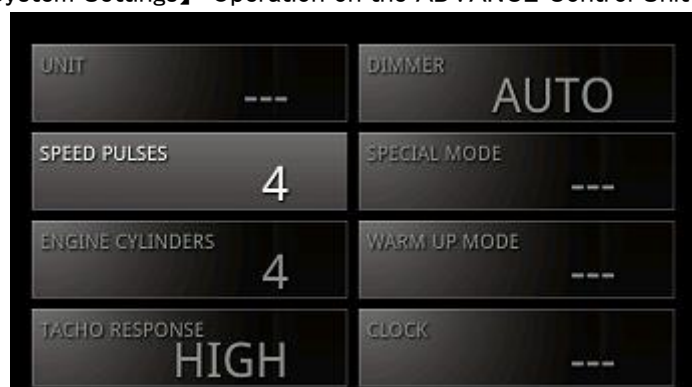 System Settings】 Operation on the ADVANCE Control Unit
UNIT
---
DIMMER
AUTO
SPEED PULSES
4
SPECIAL MODE
---
ENGINE CYLINDERS
4
WARM UP MODE
---
TACHO RESPONSE
HIGH
CLOCK
---